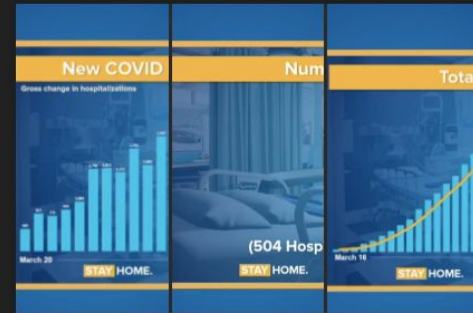 New COVID
Gross change in hospitalizations
March 20
STAY HOME.
Num
(504 Hosp
STAY HOME.
Tota
March 16
STAY HOME.